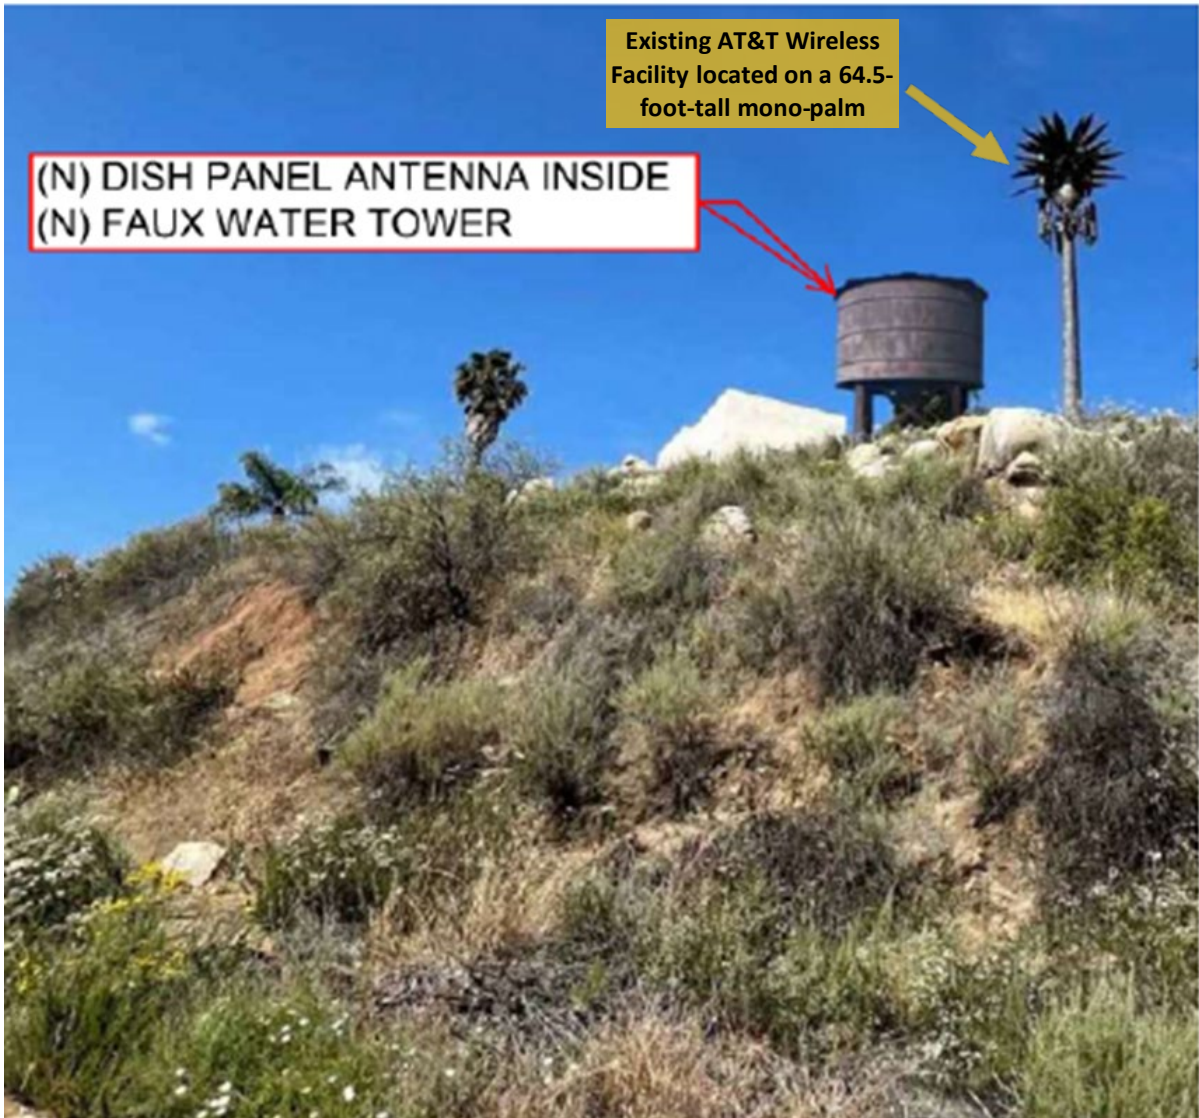 Existing AT&T Wireless
Facility located on a 64.5-
foot-tall mono-palm
(N) DISH PANEL ANTENNA INSIDE
(N) FAUX WATER TOWER